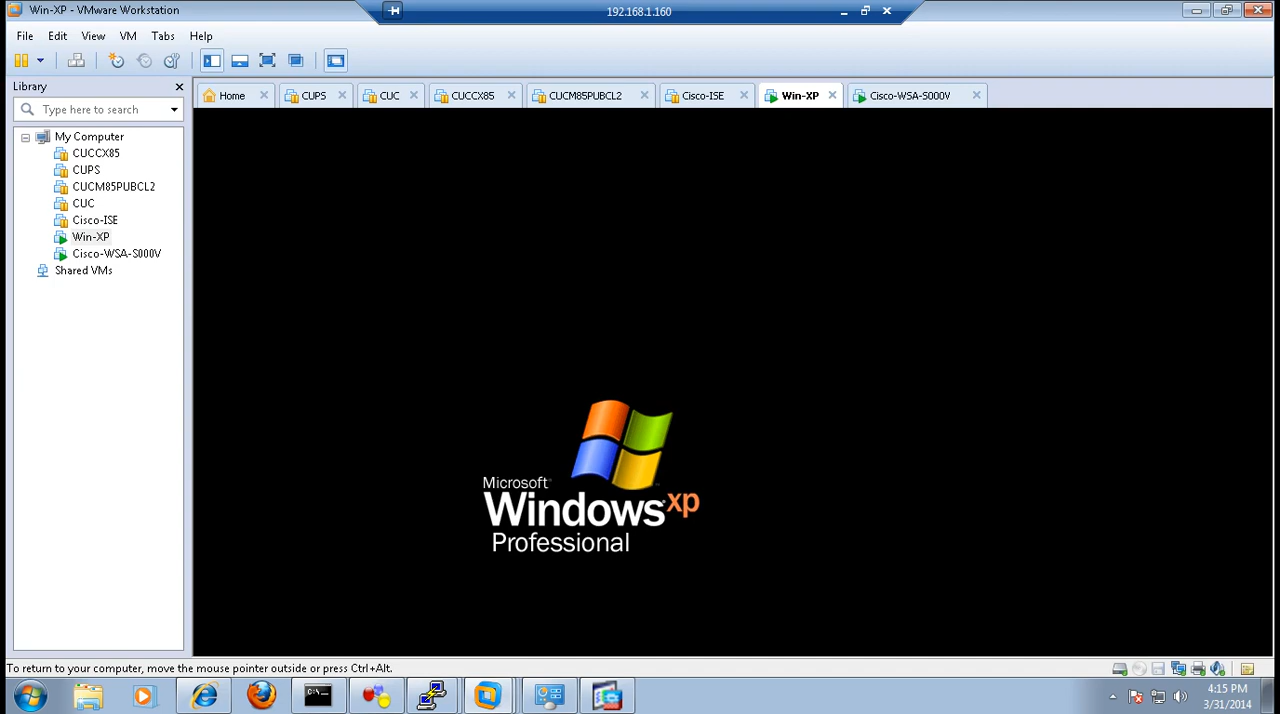 Win-XP - VMware Workstation
192.168.1.160
File Edit View VM Tabs Help
Library
Type here to search
My Computer
CUCCX85
CUPS
CUCM85PUBCL2
CUC
Cisco-ISE
Win-XP
Cisco-WSA-S000V
Shared VMs
Home CUPS CUC CUCCX85 CUCM85PUBCL2 Cisco-ISE Win-XP Cisco-WSA-S000V
Microsoft
Windows xp
Professional
To return to your computer, move the mouse pointer outside or press Ctrl+Alt.
4:15 PM
3/31/2014